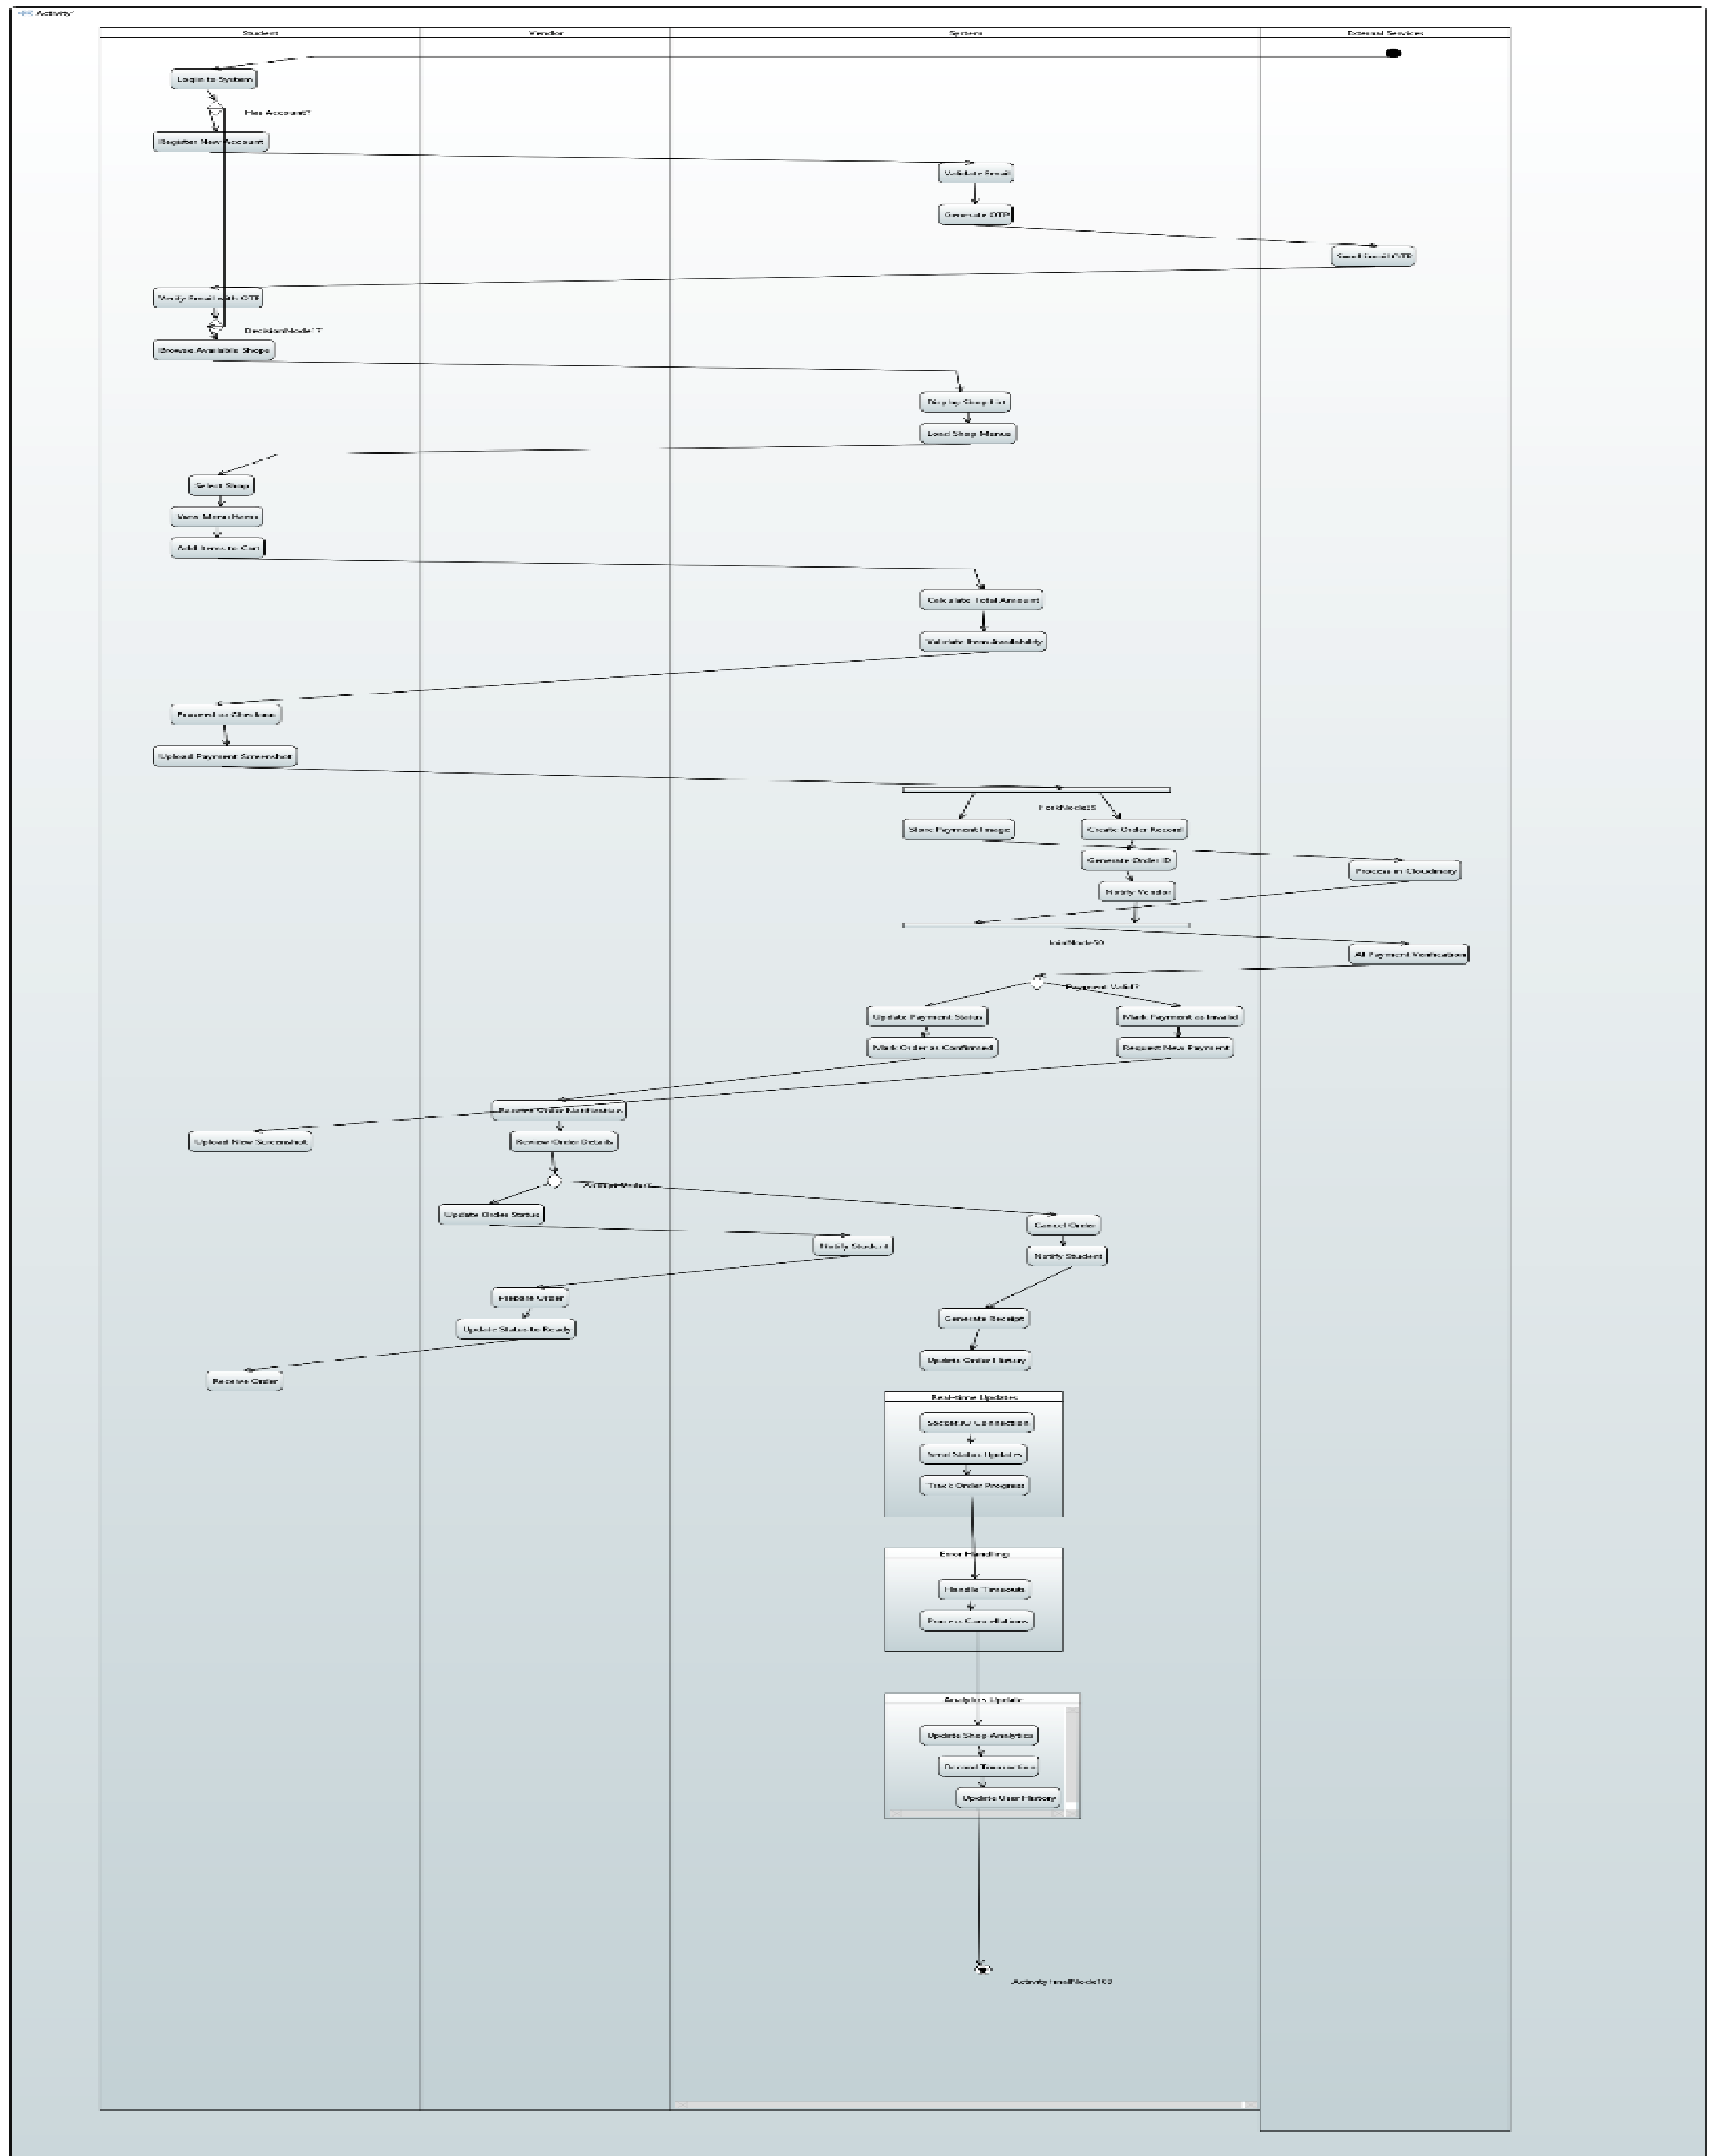 Activity1
Student
Vendor
System
External Services
Login to System
Has Account?
Register New Account
Validate Email
Generate OTP
Send Email OTP
Verify Email with OTP
DecisionNode17
Browse Available Shops
Display Shop List
Load Shop Menus
Select Shop
View Menu Items
Add Items to Cart
Calculate Total Amount
Validate Item Availability
Proceed to Checkout
Upload Payment Screenshot
Store Payment Image
Create Order Record
Generate Order ID
Process in Cloudinary
Notify Vendor
AI Payment Verification
Payment Valid?
Update Payment Status
Mark Payment as Invalid
Mark Order as Confirmed
Request New Payment
Receive Order Notification
Upload New Screenshot
Review Order Details
Accept Order?
Update Order Status
Cancel Order
Notify Student
Notify Student
Prepare Order
Generate Receipt
Update Status to Ready
Update Order History
Receive Order
Real-time Updates
Socket.IO Connection
Send Status Updates
Track Order Progress
Error Handling
Handle Timeouts
Process Cancellations
Analytics Update
Update Shop Analytics
Record Transaction
Update User History